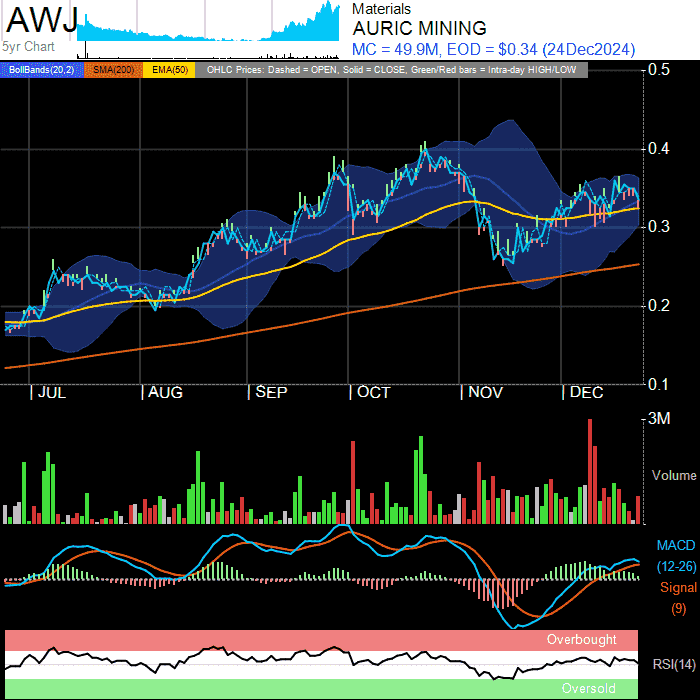 AWJ
5yr Chart
Materials
AURIC MINING
MC = 49.9M, EOD = $0.34 (24Dec2024)
BollBands(20,2) SMA(200) EMA(50) OHLC Prices: Dashed = OPEN, Solid = CLOSE, Green/Red bars = Intra-day HIGH/LOW
0.5
0.4
0.3
0.2
0.1
JUL AUG SEP OCT NOV DEC
3M
Volume
MACD
(12-26)
Signal
(9)
Overbought
RSI(14)
Oversold